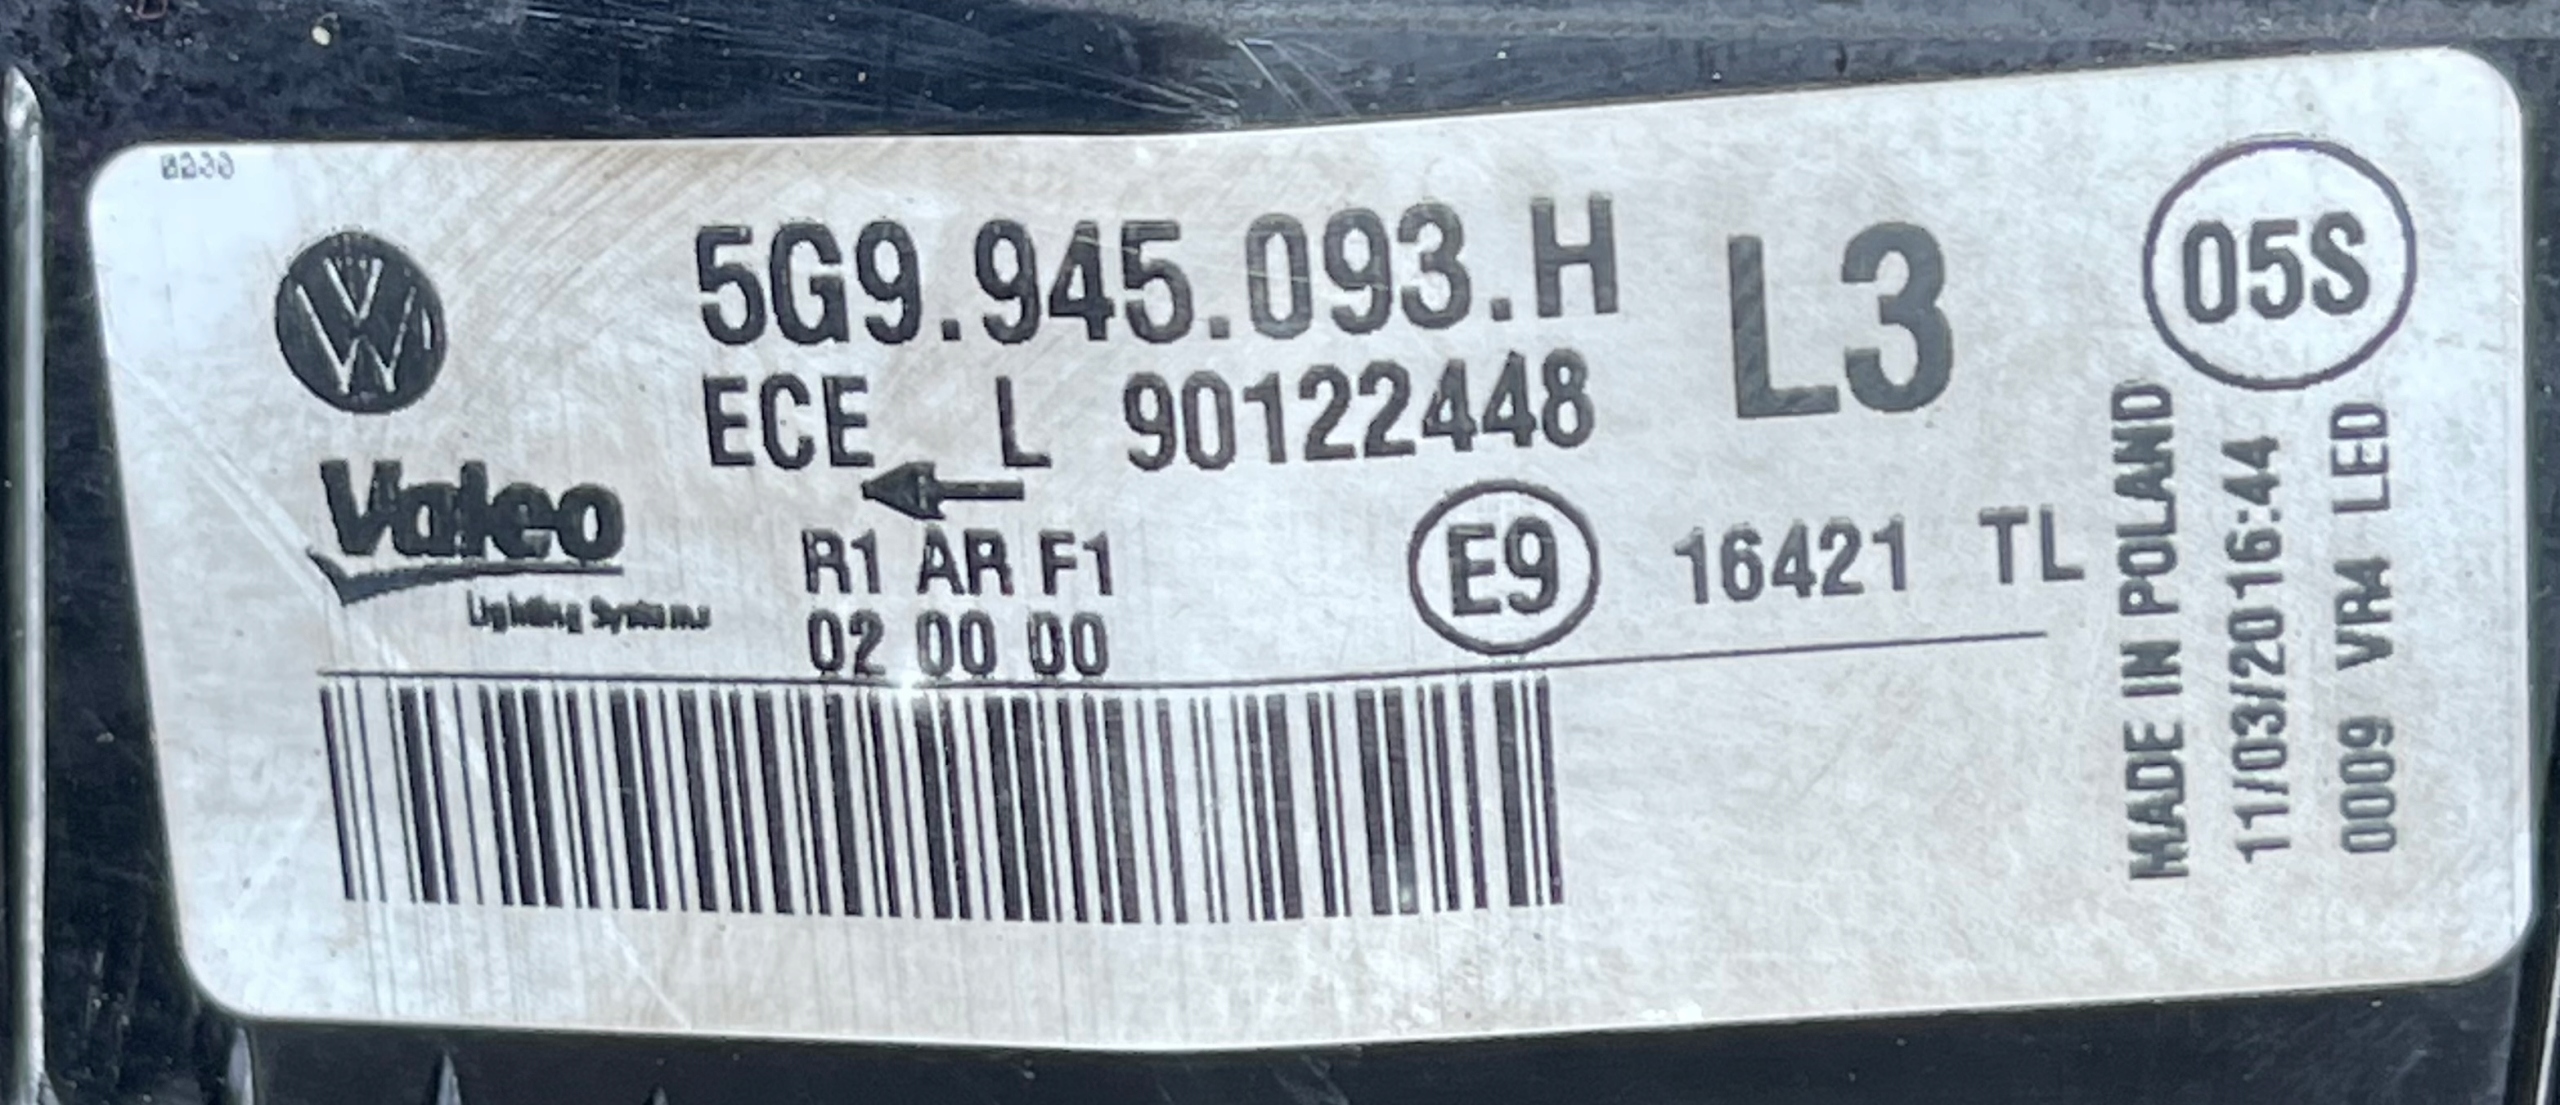 5G9.945.093.H
L3
05S
ECE L 90122448
Valeo
Lighting Systems
R1 AR F1
02 00 00
E9
16421 TL
MADE IN POLAND
11/03/2016:44
0009 VR4 LED